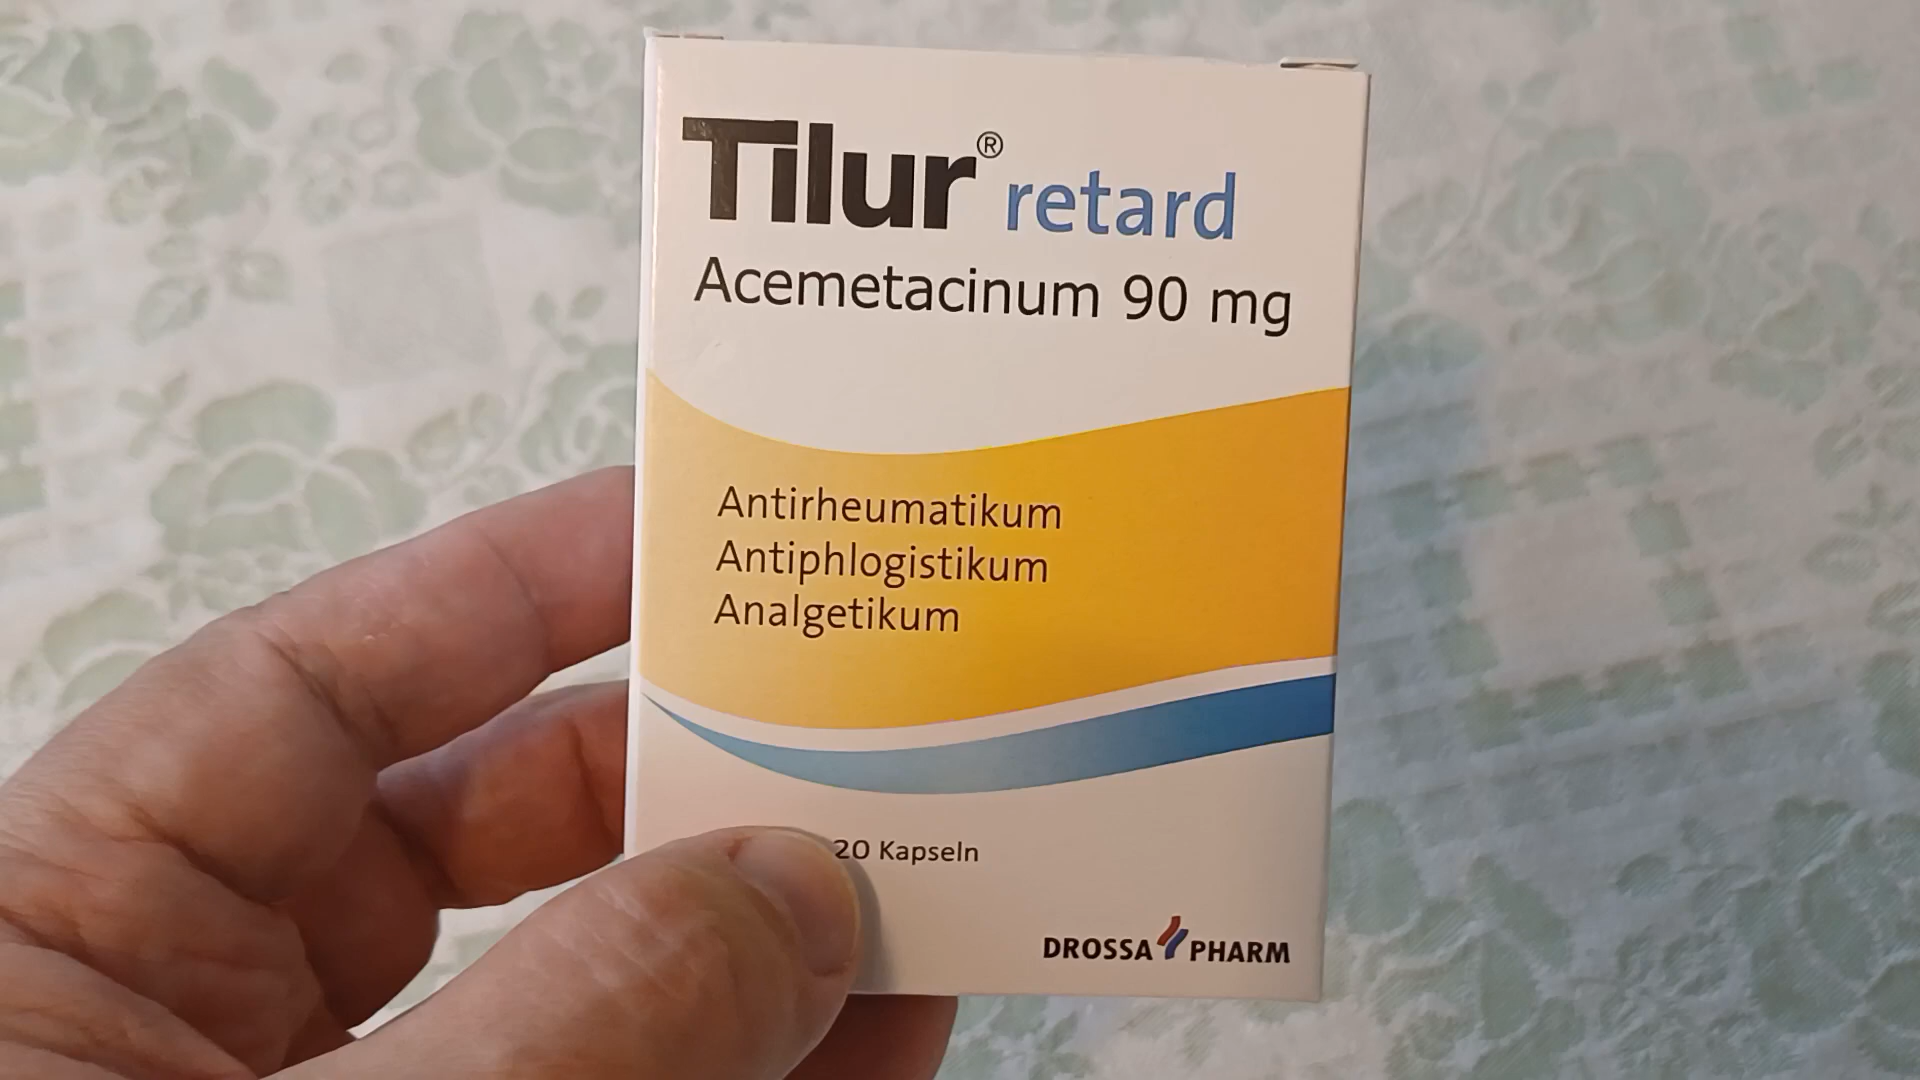 Tilur® retard
Acemetacinum 90 mg
Antirheumatikum
Antiphlogistikum
Analgetikum
20 Kapseln
DROSSA PHARM